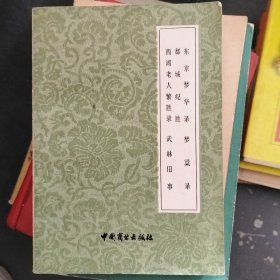 东京梦华录 梦粱录
都城纪胜
西湖老人繁胜录 武林旧事
中国商业出版社